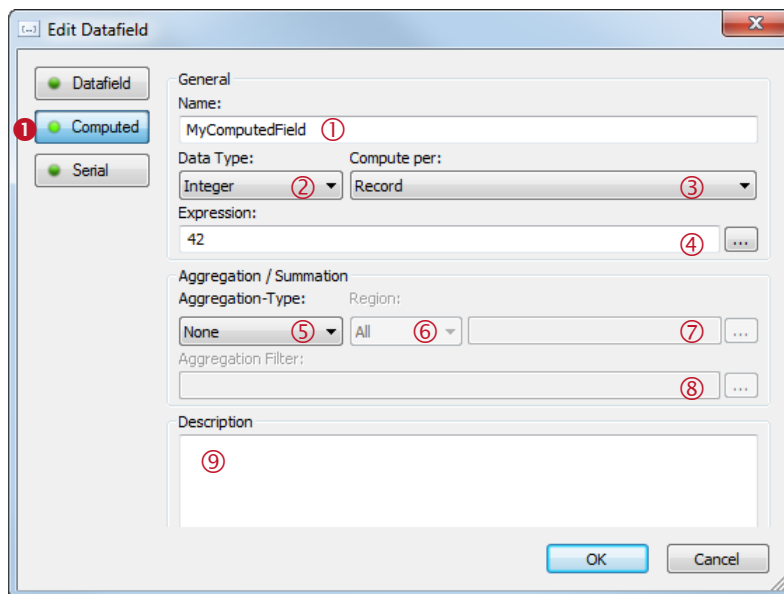 Edit Datafield
Datafield
General
Name:
❶ Computed
MyComputedField ①
Data Type: Compute per:
Serial
Integer ② Record ③
Expression:
42 ④ ...
Aggregation / Summation
Aggregation-Type: Region:
None ⑤ All ⑥ ⑦ ...
Aggregation Filter:
⑧ ...
Description
⑨
OK Cancel